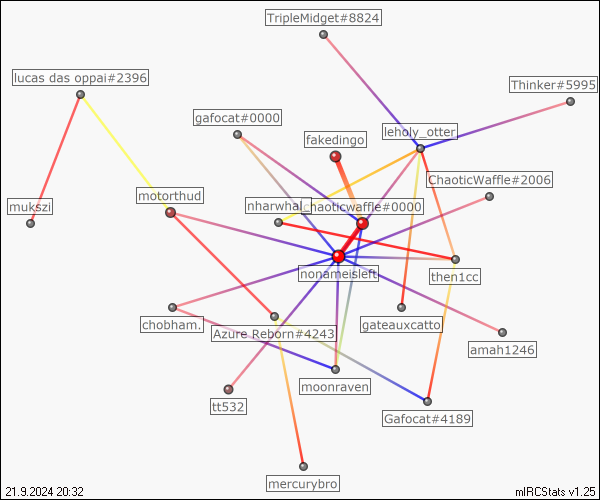 TripleMidget#8824
lucas das oppai#2396
Thinker#5995
gafocat#0000
leholy_otter
fakedingo
ChaoticWaffle#2006
motorthud
mukszi
nharwhal
chaoticwaffle#0000
nonameisleft
then1cc
chobham.
Azure Reborn#4243
gateauxcatto
amah1246
moonraven
tt532
Gafocat#4189
mercurybro
21.9.2024 20:32
mIRCStats v1.25